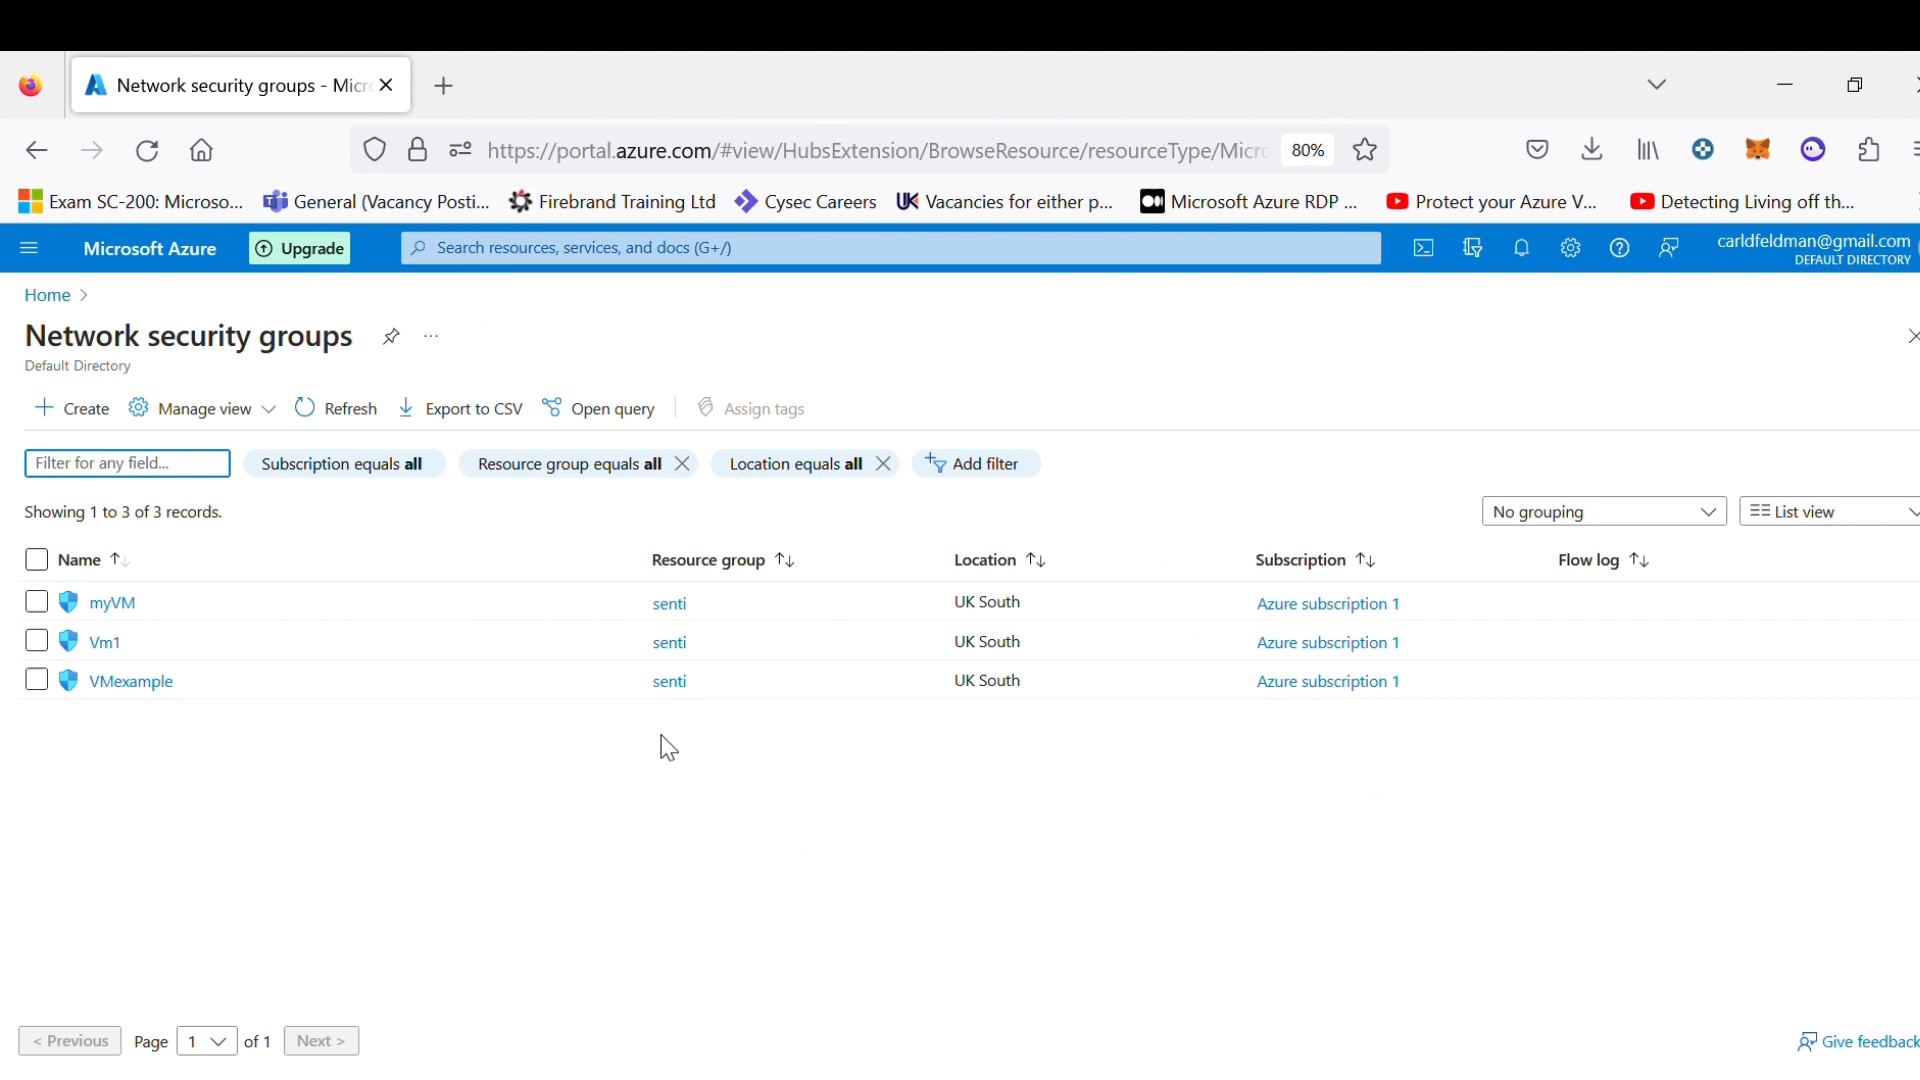 Network security groups - Micro
https://portal.azure.com/#view/HubsExtension/BrowseResource/resourceType/Micro
80%
Exam SC-200: Microso...
General (Vacancy Posti...
Firebrand Training Ltd
Cysec Careers
UK Vacancies for either p...
Microsoft Azure RDP ...
Protect your Azure V...
Detecting Living off th...
Microsoft Azure
Upgrade
Search resources, services, and docs (G+/)
carldfeldman@gmail.com
DEFAULT DIRECTORY
Home >
Network security groups ...
Default Directory
+ Create Manage view Refresh Export to CSV Open query Assign tags
Filter for any field... Subscription equals all Resource group equals all Location equals all Add filter
Showing 1 to 3 of 3 records.
No grouping
List view
Name Resource group Location Subscription Flow log
myVM senti UK South Azure subscription 1
Vm1 senti UK South Azure subscription 1
VMexample senti UK South Azure subscription 1
< Previous Page 1 of 1 Next >
Give feedback